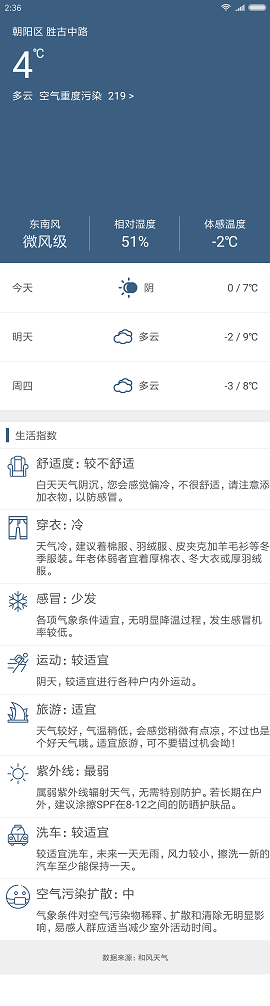 2:36
朝阳区 胜古中路
4℃
多云 空气重度污染 219 >
东南风 相对湿度 体感温度
微风级 51% -2℃
今天 阴 0 / 7℃
明天 多云 -2 / 9℃
周四 多云 -3 / 8℃
生活指数
舒适度: 较不舒适
白天天气阴沉, 您会感觉偏冷, 不很舒适, 请注意添
加衣物, 以防感冒。
穿衣: 冷
天气冷, 建议着棉服、羽绒服、皮夹克加羊毛衫等冬
季服装。年老体弱者宜着厚棉衣、冬大衣或厚羽绒
服。
感冒: 少发
各项气象条件适宜, 无明显降温过程, 发生感冒机
率较低。
运动: 较适宜
阴天, 较适宜进行各种户内外运动。
旅游: 适宜
天气较好, 气温稍低, 会感觉稍微有点凉, 不过也是
个好天气哦。适宜旅游, 可不要错过机会呦!
紫外线: 最弱
属弱紫外线辐射天气, 无需特别防护。若长期在户
外, 建议涂擦SPF在8-12之间的防晒护肤品。
洗车: 较适宜
较适宜洗车, 未来一天无雨, 风力较小, 擦洗一新的
汽车至少能保持一天。
空气污染扩散: 中
气象条件对空气污染物稀释、扩散和清除无明显影
响, 易感人群应适当减少室外活动时间。
数据来源: 和风天气